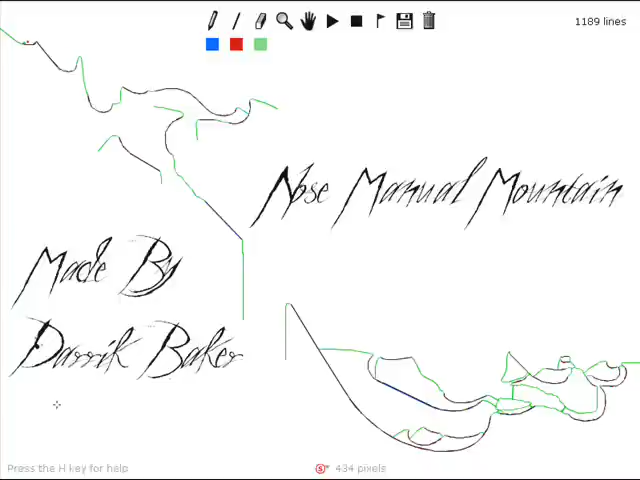 1189 lines
Nose Manual Mountain
Made By
Darrik Baker
Press the H key for help
434 pixels